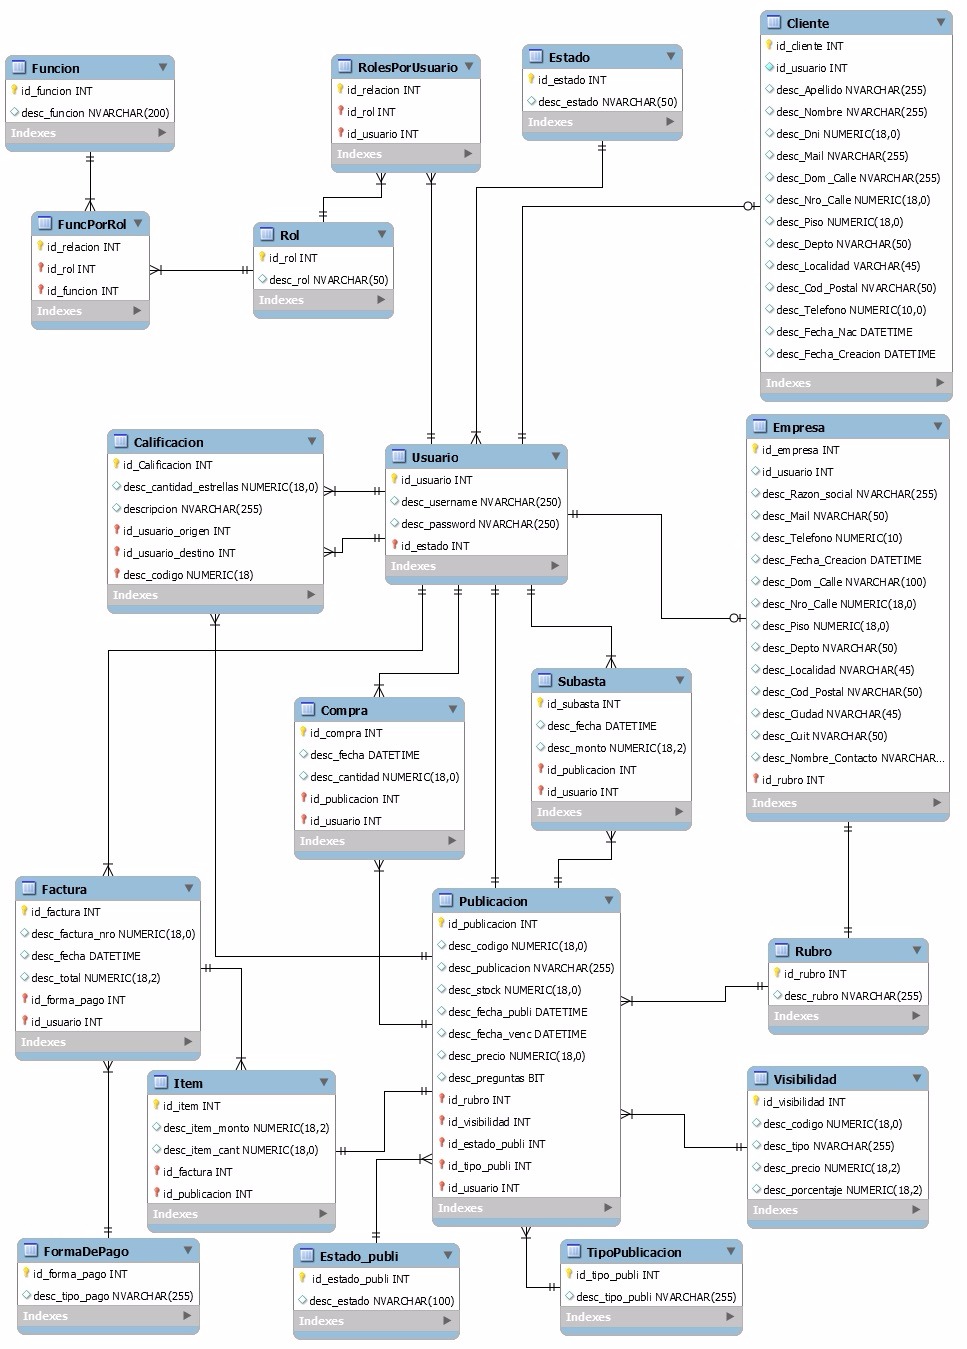 Funcion
id_funcion INT
desc_funcion NVARCHAR(200)
Indexes
RolesPorUsuario
id_relacion INT
id_rol INT
id_usuario INT
Indexes
Estado
id_estado INT
desc_estado NVARCHAR(50)
Indexes
Cliente
id_cliente INT
id_usuario INT
desc_Apellido NVARCHAR(255)
desc_Nombre NVARCHAR(255)
desc_Dni NUMERIC(18,0)
desc_Mail NVARCHAR(255)
desc_Dom_Calle NVARCHAR(255)
desc_Nro_Calle NUMERIC(18,0)
desc_Piso NUMERIC(18,0)
desc_Depto NVARCHAR(50)
desc_Localidad VARCHAR(45)
desc_Cod_Postal NVARCHAR(50)
desc_Telefono NUMERIC(10,0)
desc_Fecha_Nac DATETIME
desc_Fecha_Creacion DATETIME
Indexes
FuncPorRol
id_relacion INT
id_rol INT
id_funcion INT
Indexes
Rol
id_rol INT
desc_rol NVARCHAR(50)
Indexes
Calificacion
id_Calificacion INT
desc_cantidad_estrellas NUMERIC(18,0)
descripcion NVARCHAR(255)
id_usuario_origen INT
id_usuario_destino INT
desc_codigo NUMERIC(18)
Indexes
Usuario
id_usuario INT
desc_username NVARCHAR(250)
desc_password NVARCHAR(250)
id_estado INT
Indexes
Empresa
id_empresa INT
id_usuario INT
desc_Razon_social NVARCHAR(255)
desc_Mail NVARCHAR(50)
desc_Telefono NUMERIC(10)
desc_Fecha_Creacion DATETIME
desc_Dom_Calle NVARCHAR(100)
desc_Nro_Calle NUMERIC(18,0)
desc_Piso NUMERIC(18,0)
desc_Depto NVARCHAR(50)
desc_Localidad NVARCHAR(45)
desc_Cod_Postal NVARCHAR(50)
desc_Ciudad NVARCHAR(45)
desc_Cuit NVARCHAR(50)
desc_Nombre_Contacto NVARCHAR...
id_rubro INT
Indexes
Compra
id_compra INT
desc_fecha DATETIME
desc_cantidad NUMERIC(18,0)
id_publicacion INT
id_usuario INT
Indexes
Subasta
id_subasta INT
desc_fecha DATETIME
desc_monto NUMERIC(18,2)
id_publicacion INT
id_usuario INT
Indexes
Factura
id_factura INT
desc_factura_nro NUMERIC(18,0)
desc_fecha DATETIME
desc_total NUMERIC(18,2)
id_forma_pago INT
id_usuario INT
Indexes
Publicacion
id_publicacion INT
desc_codigo NUMERIC(18,0)
desc_publicacion NVARCHAR(255)
desc_stock NUMERIC(18,0)
desc_fecha_publi DATETIME
desc_fecha_venc DATETIME
desc_precio NUMERIC(18,0)
desc_preguntas BIT
id_rubro INT
id_visibilidad INT
id_estado_publi INT
id_tipo_publi INT
id_usuario INT
Indexes
Rubro
id_rubro INT
desc_rubro NVARCHAR(255)
Indexes
Item
id_item INT
desc_item_monto NUMERIC(18,2)
desc_item_cant NUMERIC(18,0)
id_factura INT
id_publicacion INT
Indexes
Visibilidad
id_visibilidad INT
desc_codigo NUMERIC(18,0)
desc_tipo NVARCHAR(255)
desc_precio NUMERIC(18,2)
desc_porcentaje NUMERIC(18,2)
Indexes
FormaDePago
id_forma_pago INT
desc_tipo_pago NVARCHAR(255)
Indexes
Estado_publi
id_estado_publi INT
desc_estado NVARCHAR(100)
Indexes
TipoPublicacion
id_tipo_publi INT
desc_tipo_publi NVARCHAR(255)
Indexes